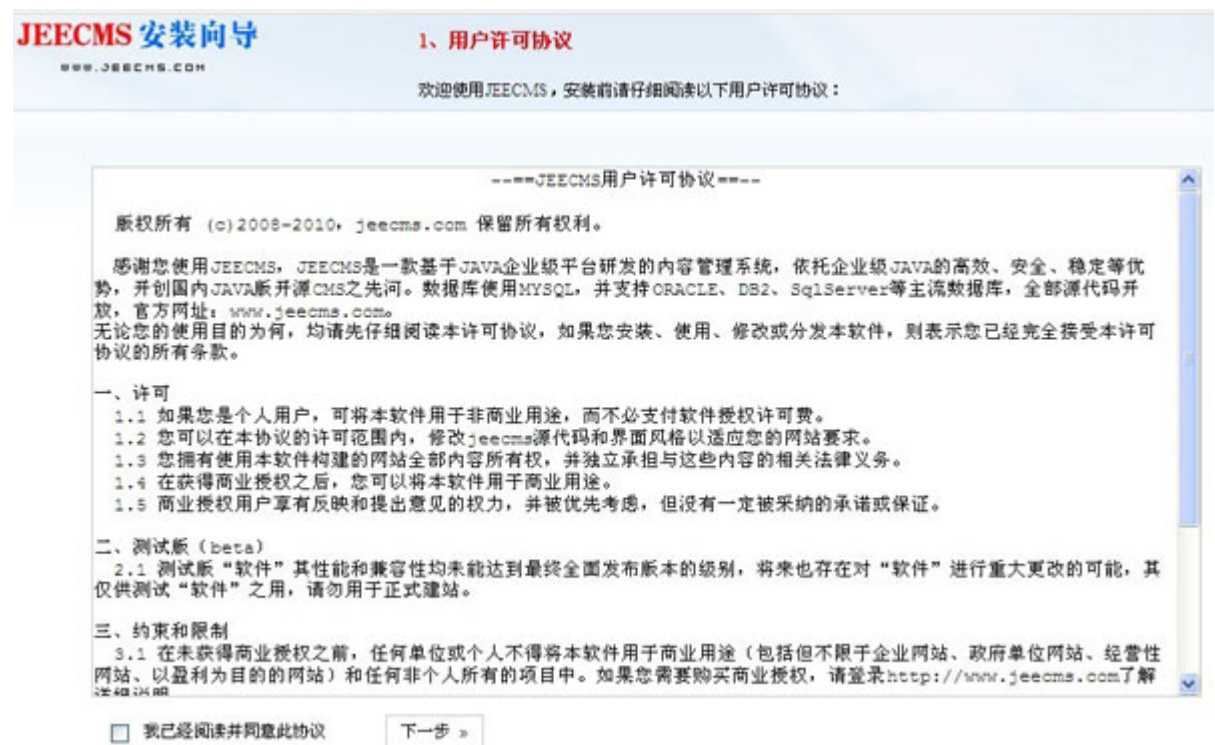 JEECMS 安装向导
WWW.JEECMS.COM
1、用户许可协议
欢迎使用JEECMS，安装前请仔细阅读以下用户许可协议：
--==JEECMS用户许可协议==--
版权所有 (c)2008-2010，jeecms.com 保留所有权利。
感谢您使用JEECMS，JEECMS是一款基于JAVA企业级平台研发的内容管理系统，依托企业级JAVA的高效、安全、稳定等优
势，开创国内JAVA版开源CMS之先河。数据库使用MYSQL，并支持ORACLE、DB2、SqlServer等主流数据库，全部源代码开
放，官方网址：www.jeecms.com。
无论您的使用目的为何，均请先仔细阅读本许可协议，如果您安装、使用、修改或分发本软件，则表示您已经完全接受本许可
协议的所有条款。
一、许可
1.1 如果您是个人用户，可将本软件用于非商业用途，而不必支付软件授权许可费。
1.2 您可以在本协议的许可范围内，修改jeecms源代码和界面风格以适应您的网站要求。
1.3 您拥有使用本软件构建的网站全部内容所有权，并独立承担与这些内容的相关法律义务。
1.4 在获得商业授权之后，您可以将本软件用于商业用途。
1.5 商业授权用户享有反映和提出意见的权力，并被优先考虑，但没有一定被采纳的承诺或保证。
二、测试版（beta）
2.1 测试版“软件”其性能和兼容性均未能达到最终全面发布版本的级别，将来也存在对“软件”进行重大更改的可能，其
仅供测试“软件”之用，请勿用于正式建站。
三、约束和限制
3.1 在未获得商业授权之前，任何单位或个人不得将本软件用于商业用途（包括但不限于企业网站、政府单位网站、经营性
网站、以盈利为目的的网站）和任何非个人所有的项目中。如果您需要购买商业授权，请登录http://www.jeecms.com了解
详细说明
我已经阅读并同意此协议
下一步 »